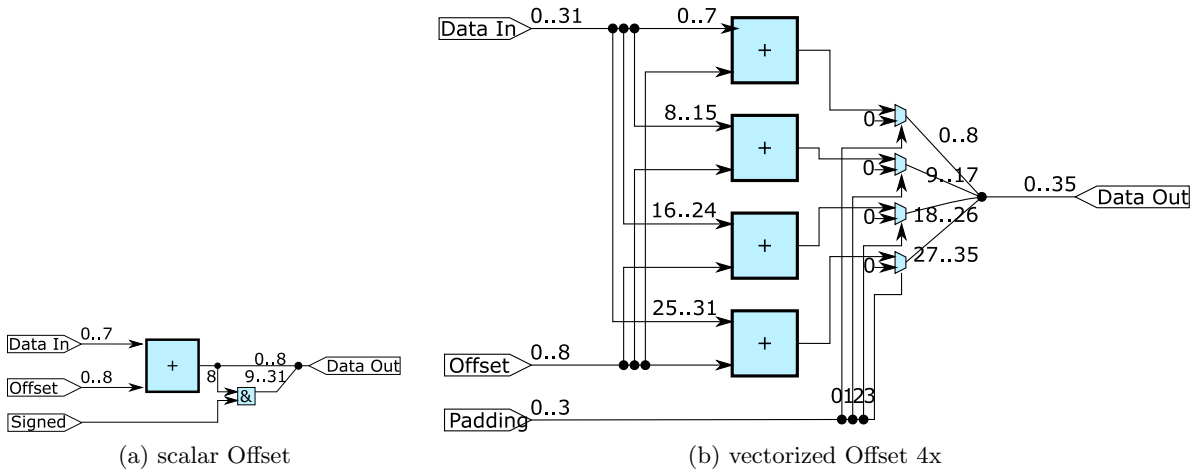 Data In
0..7
Offset
0..8
Signed
+
8
0..8
9..31
&
Data Out
(a) scalar Offset
Data In
0..31
0..7
+
8..15
+
16..24
+
25..31
+
Offset
0..8
Padding
0..3
0123
0
0
0
0
0..8
9..17
18..26
27..35
0..35
Data Out
(b) vectorized Offset 4x